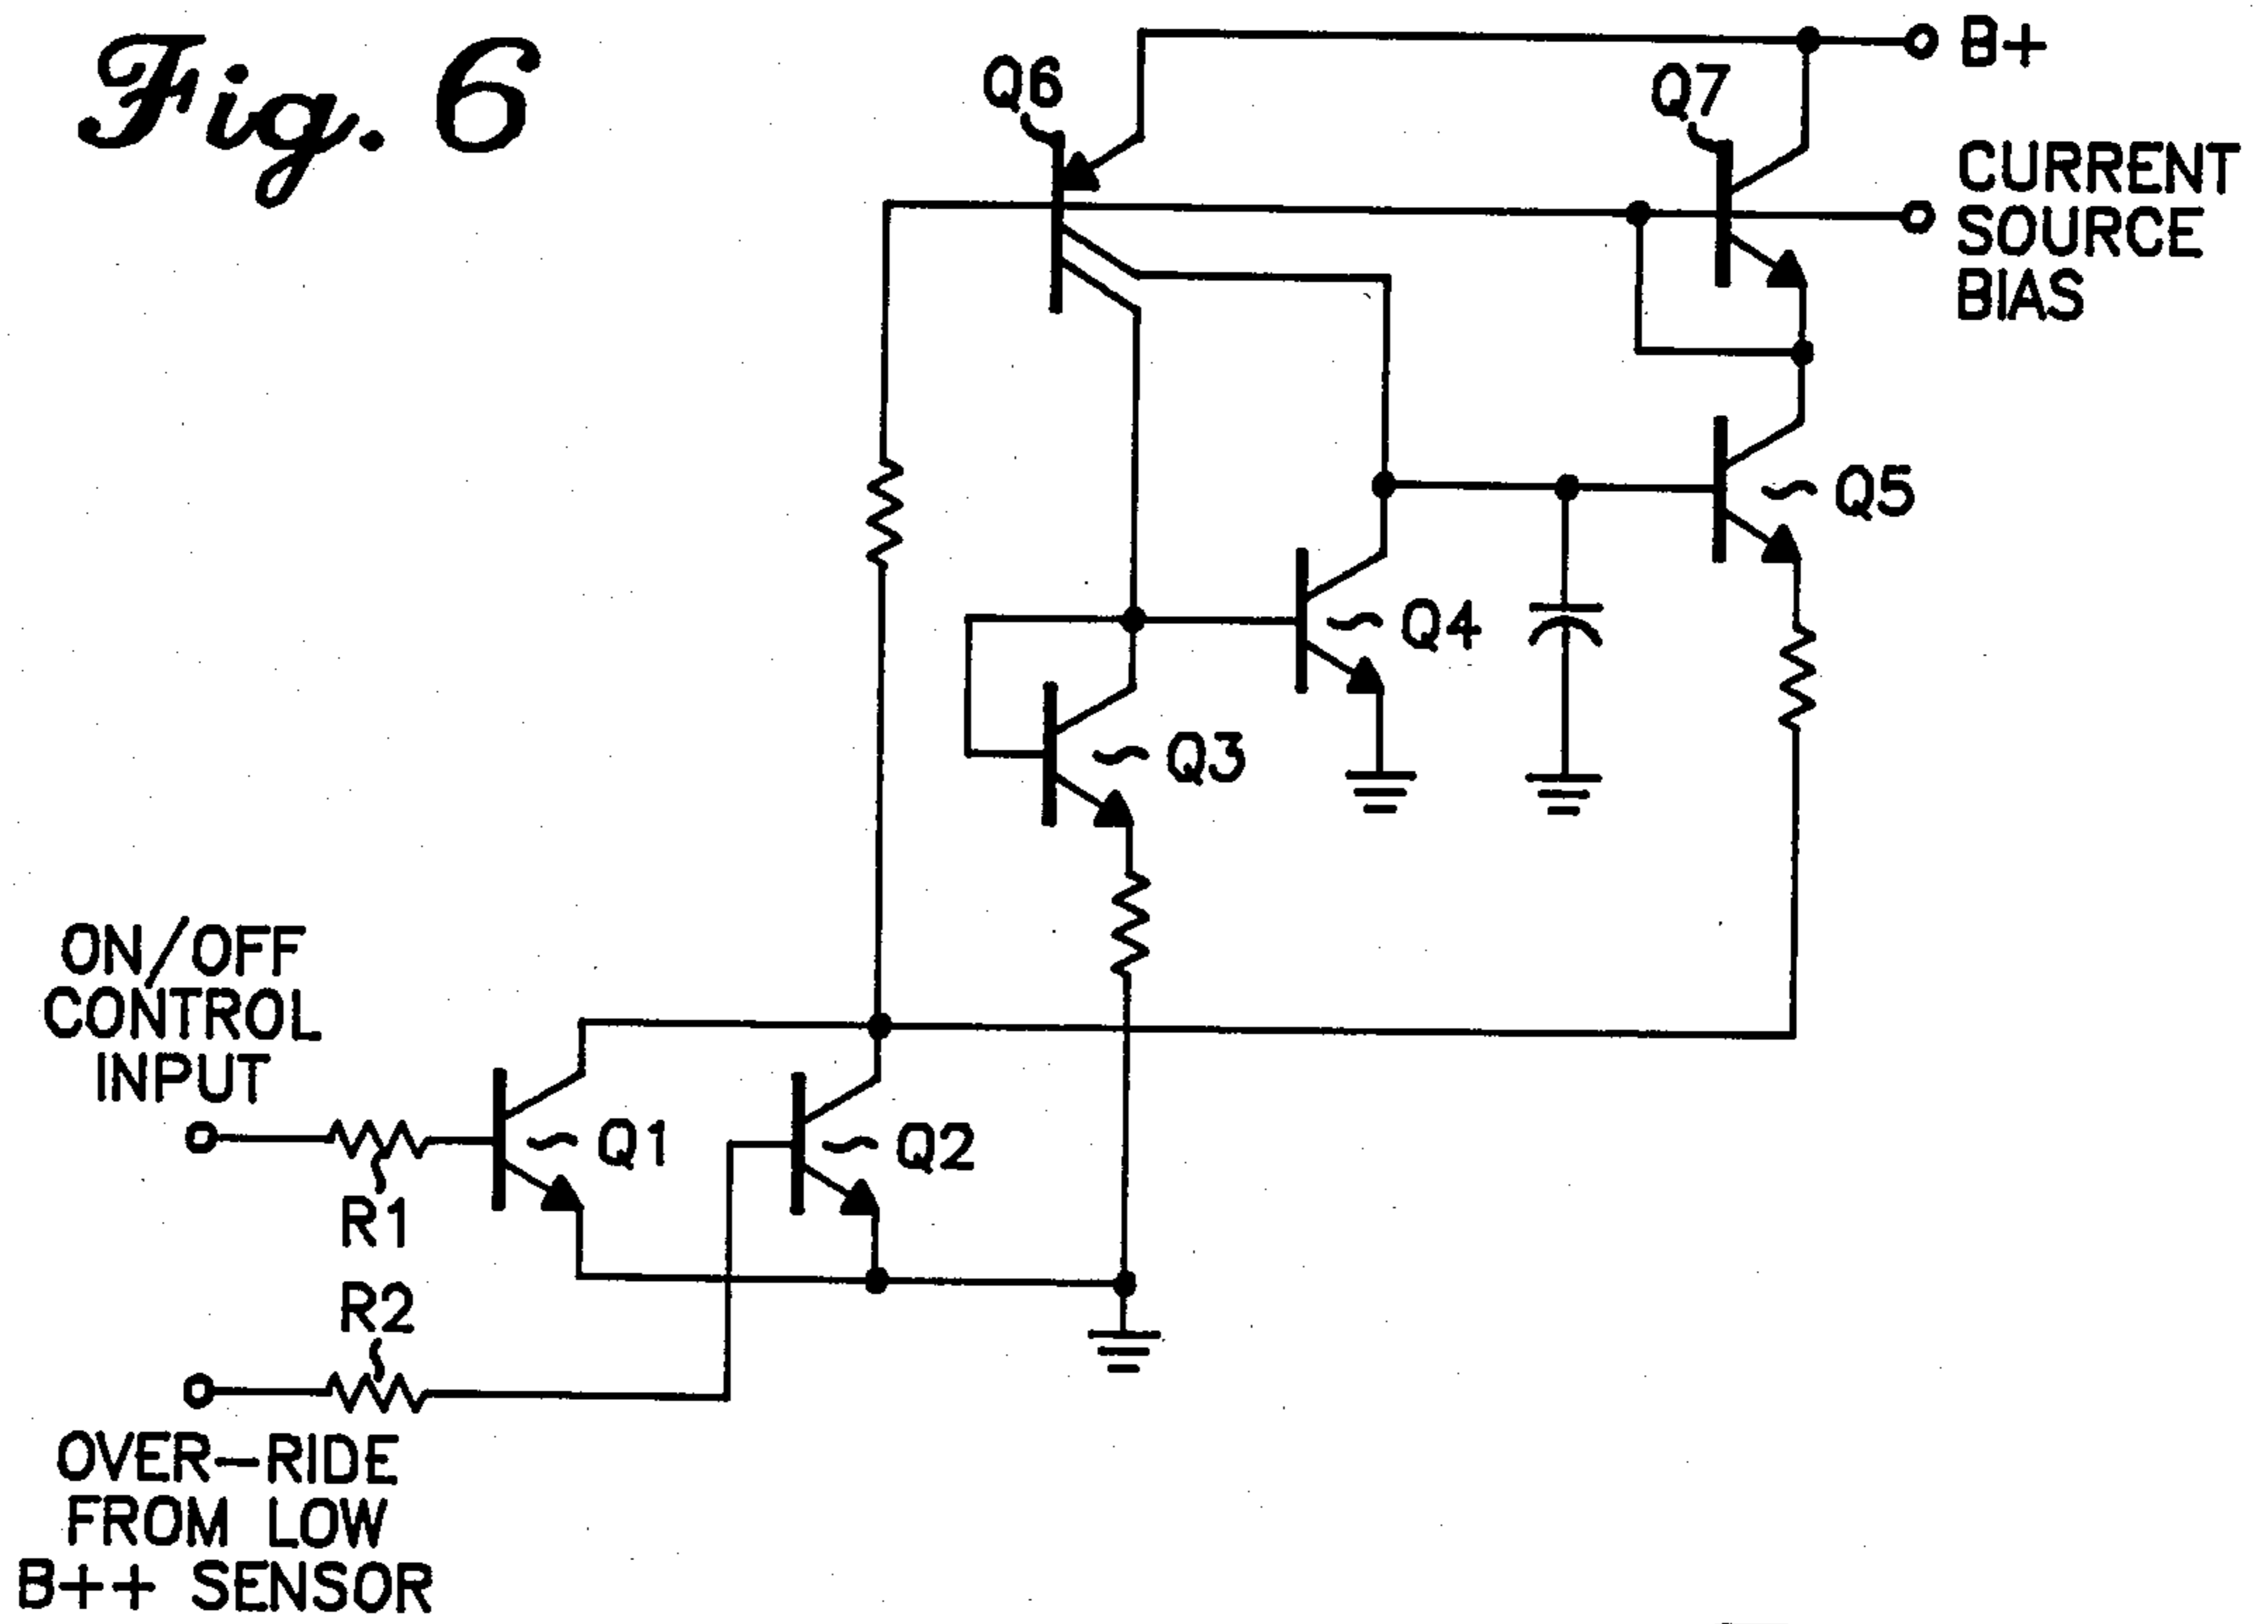 Fig. 6
Q6
Q7
B+
CURRENT
SOURCE
BIAS
Q5
Q4
Q3
ON/OFF
CONTROL
INPUT
Q1
Q2
R1
R2
OVER-RIDE
FROM LOW
B++ SENSOR